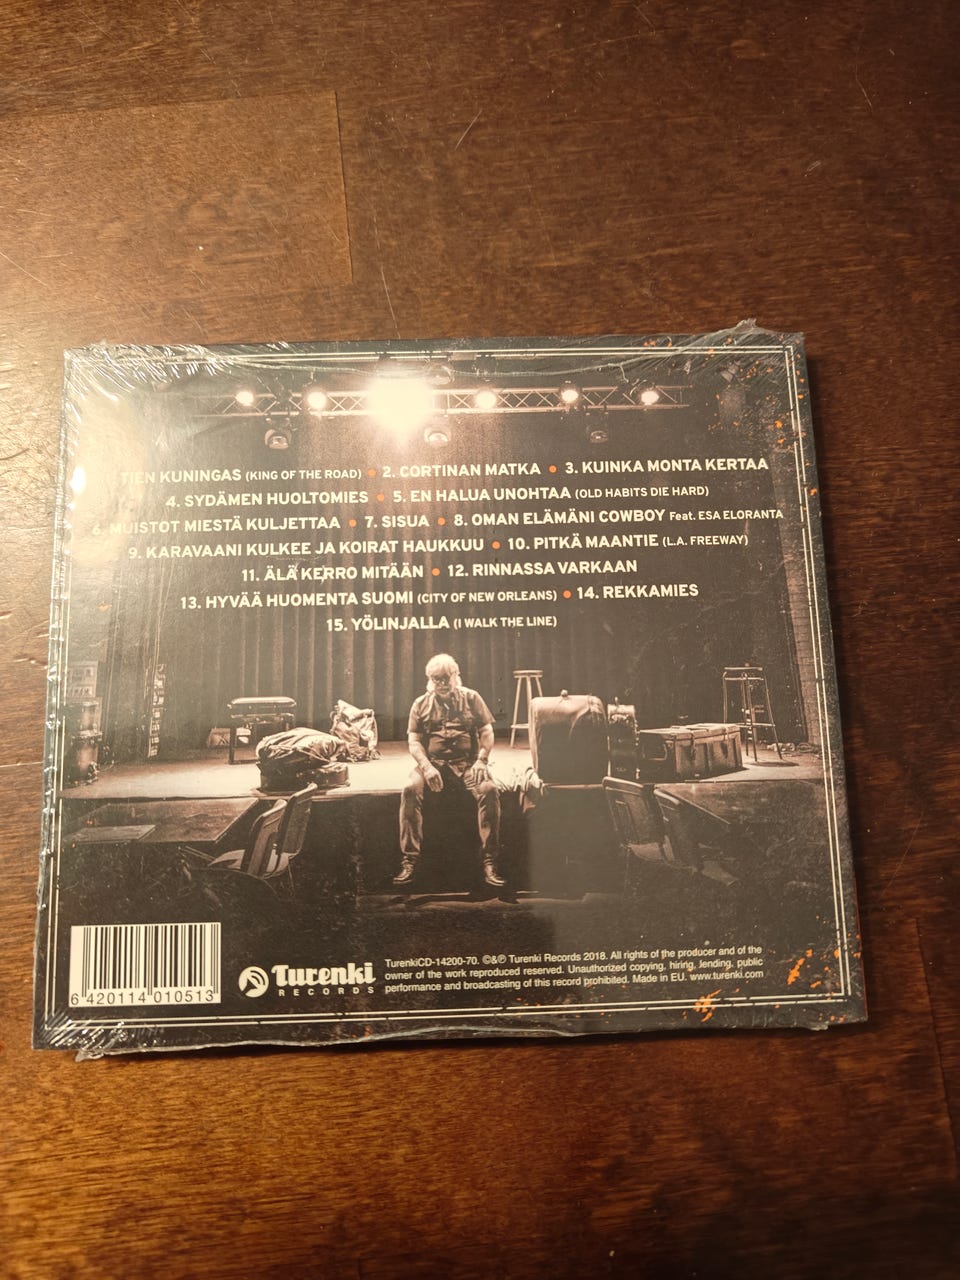 TIEN KUNINGAS (KING OF THE ROAD) • 2. CORTINAN MATKA • 3. KUINKA MONTA KERTAA
4. SYDÄMEN HUOLTOMIES • 5. EN HALUA UNOHTAA (OLD HABITS DIE HARD)
6. MUISTOT MIESTÄ KULJETTAA • 7. SISUA • 8. OMAN ELÄMÄNI COWBOY Feat. ESA ELORANTA
9. KARAVAANI KULKEE JA KOIRAT HAUKKUU • 10. PITKÄ MAANTIE (L.A. FREEWAY)
11. ÄLÄ KERRO MITÄÄN • 12. RINNASSA VARKAAN
13. HYVÄÄ HUOMENTA SUOMI (CITY OF NEW ORLEANS) • 14. REKKAMIES
15. YÖLINJALLA (I WALK THE LINE)
6 420114 010513
Turenki
RECORDS
TurenkiCD-14200-70. ©&℗ Turenki Records 2018. All rights of the producer and of the
owner of the work reproduced reserved. Unauthorized copying, hiring, lending, public
performance and broadcasting of this record prohibited. Made in EU. www.turenki.com